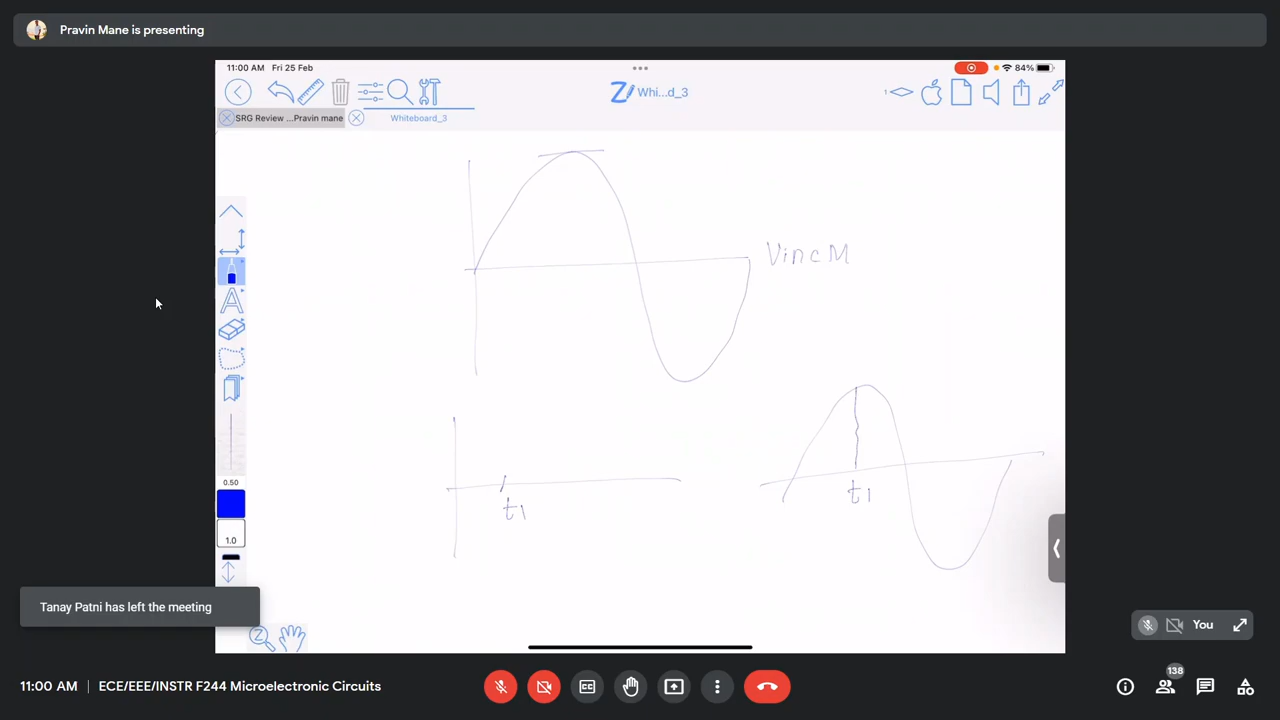 Pravin Mane is presenting
11:00 AM Fri 25 Feb
84%
Whi...d_3
1
SRG Review ...Pravin mane
Whiteboard_3
VincM
t1
t1
A
0.50
1.0
Tanay Patni has left the meeting
You
138
11:00 AM | ECE/EEE/INSTR F244 Microelectronic Circuits